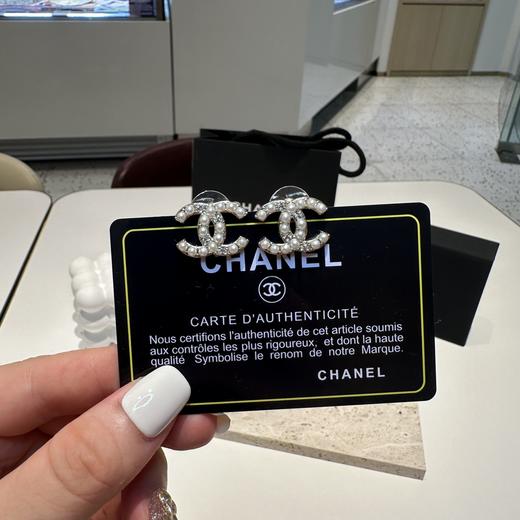 CHA
CHANEL
CARTE D'AUTHENTICITÉ
Nous certifions l'authenticité de cet article soumis
aux contrôles les plus rigoureux, et dont la haute
qualité Symbolise le renom de notre Marque.
CHANEL